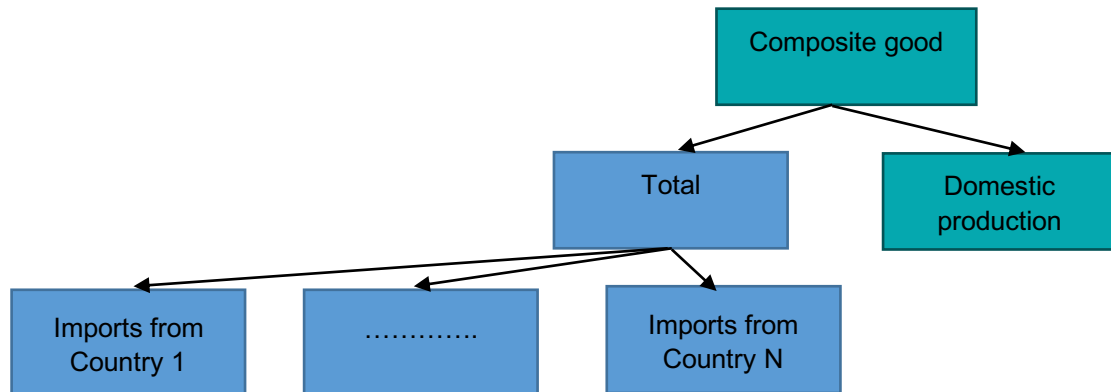 Composite good
Total
Domestic
production
Imports from
Country 1
………….
Imports from
Country N